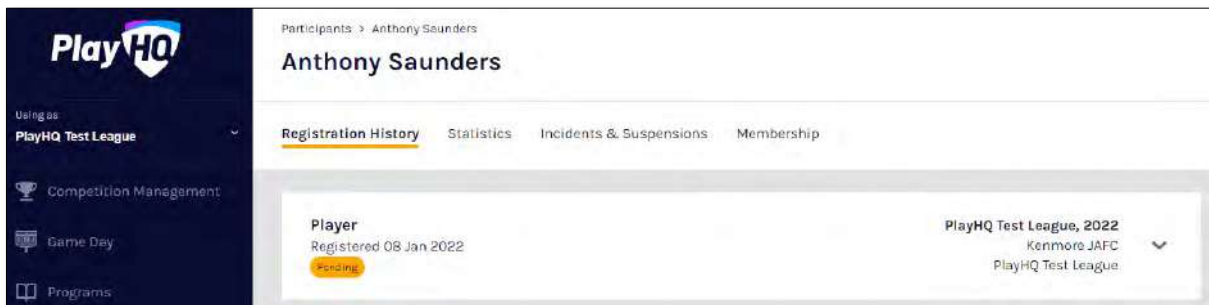 PlayHQ
Using as
PlayHQ Test League
Competition Management
Game Day
Programs
Participants > Anthony Saunders
Anthony Saunders
Registration History Statistics Incidents & Suspensions Membership
Player
Registered 08 Jan 2022
Pending
PlayHQ Test League, 2022
Kenmore JAFC
PlayHQ Test League